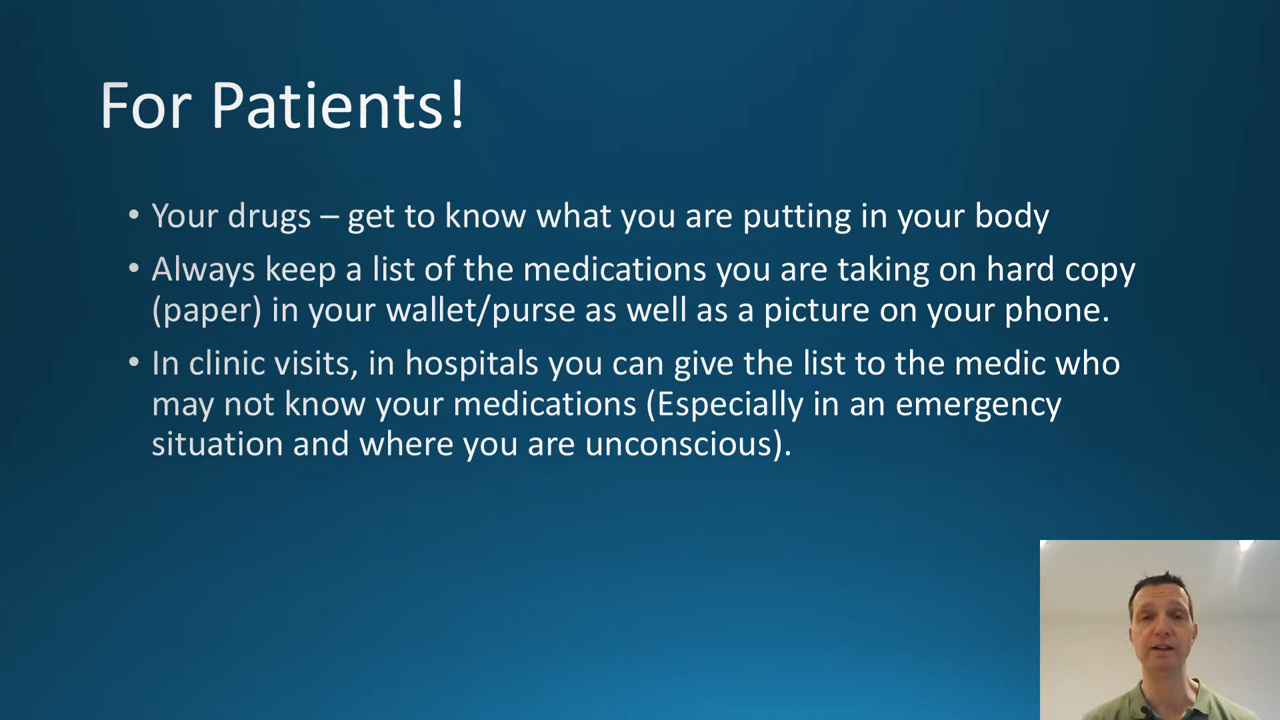 For Patients!
• Your drugs – get to know what you are putting in your body
• Always keep a list of the medications you are taking on hard copy
(paper) in your wallet/purse as well as a picture on your phone.
• In clinic visits, in hospitals you can give the list to the medic who
may not know your medications (Especially in an emergency
situation and where you are unconscious).